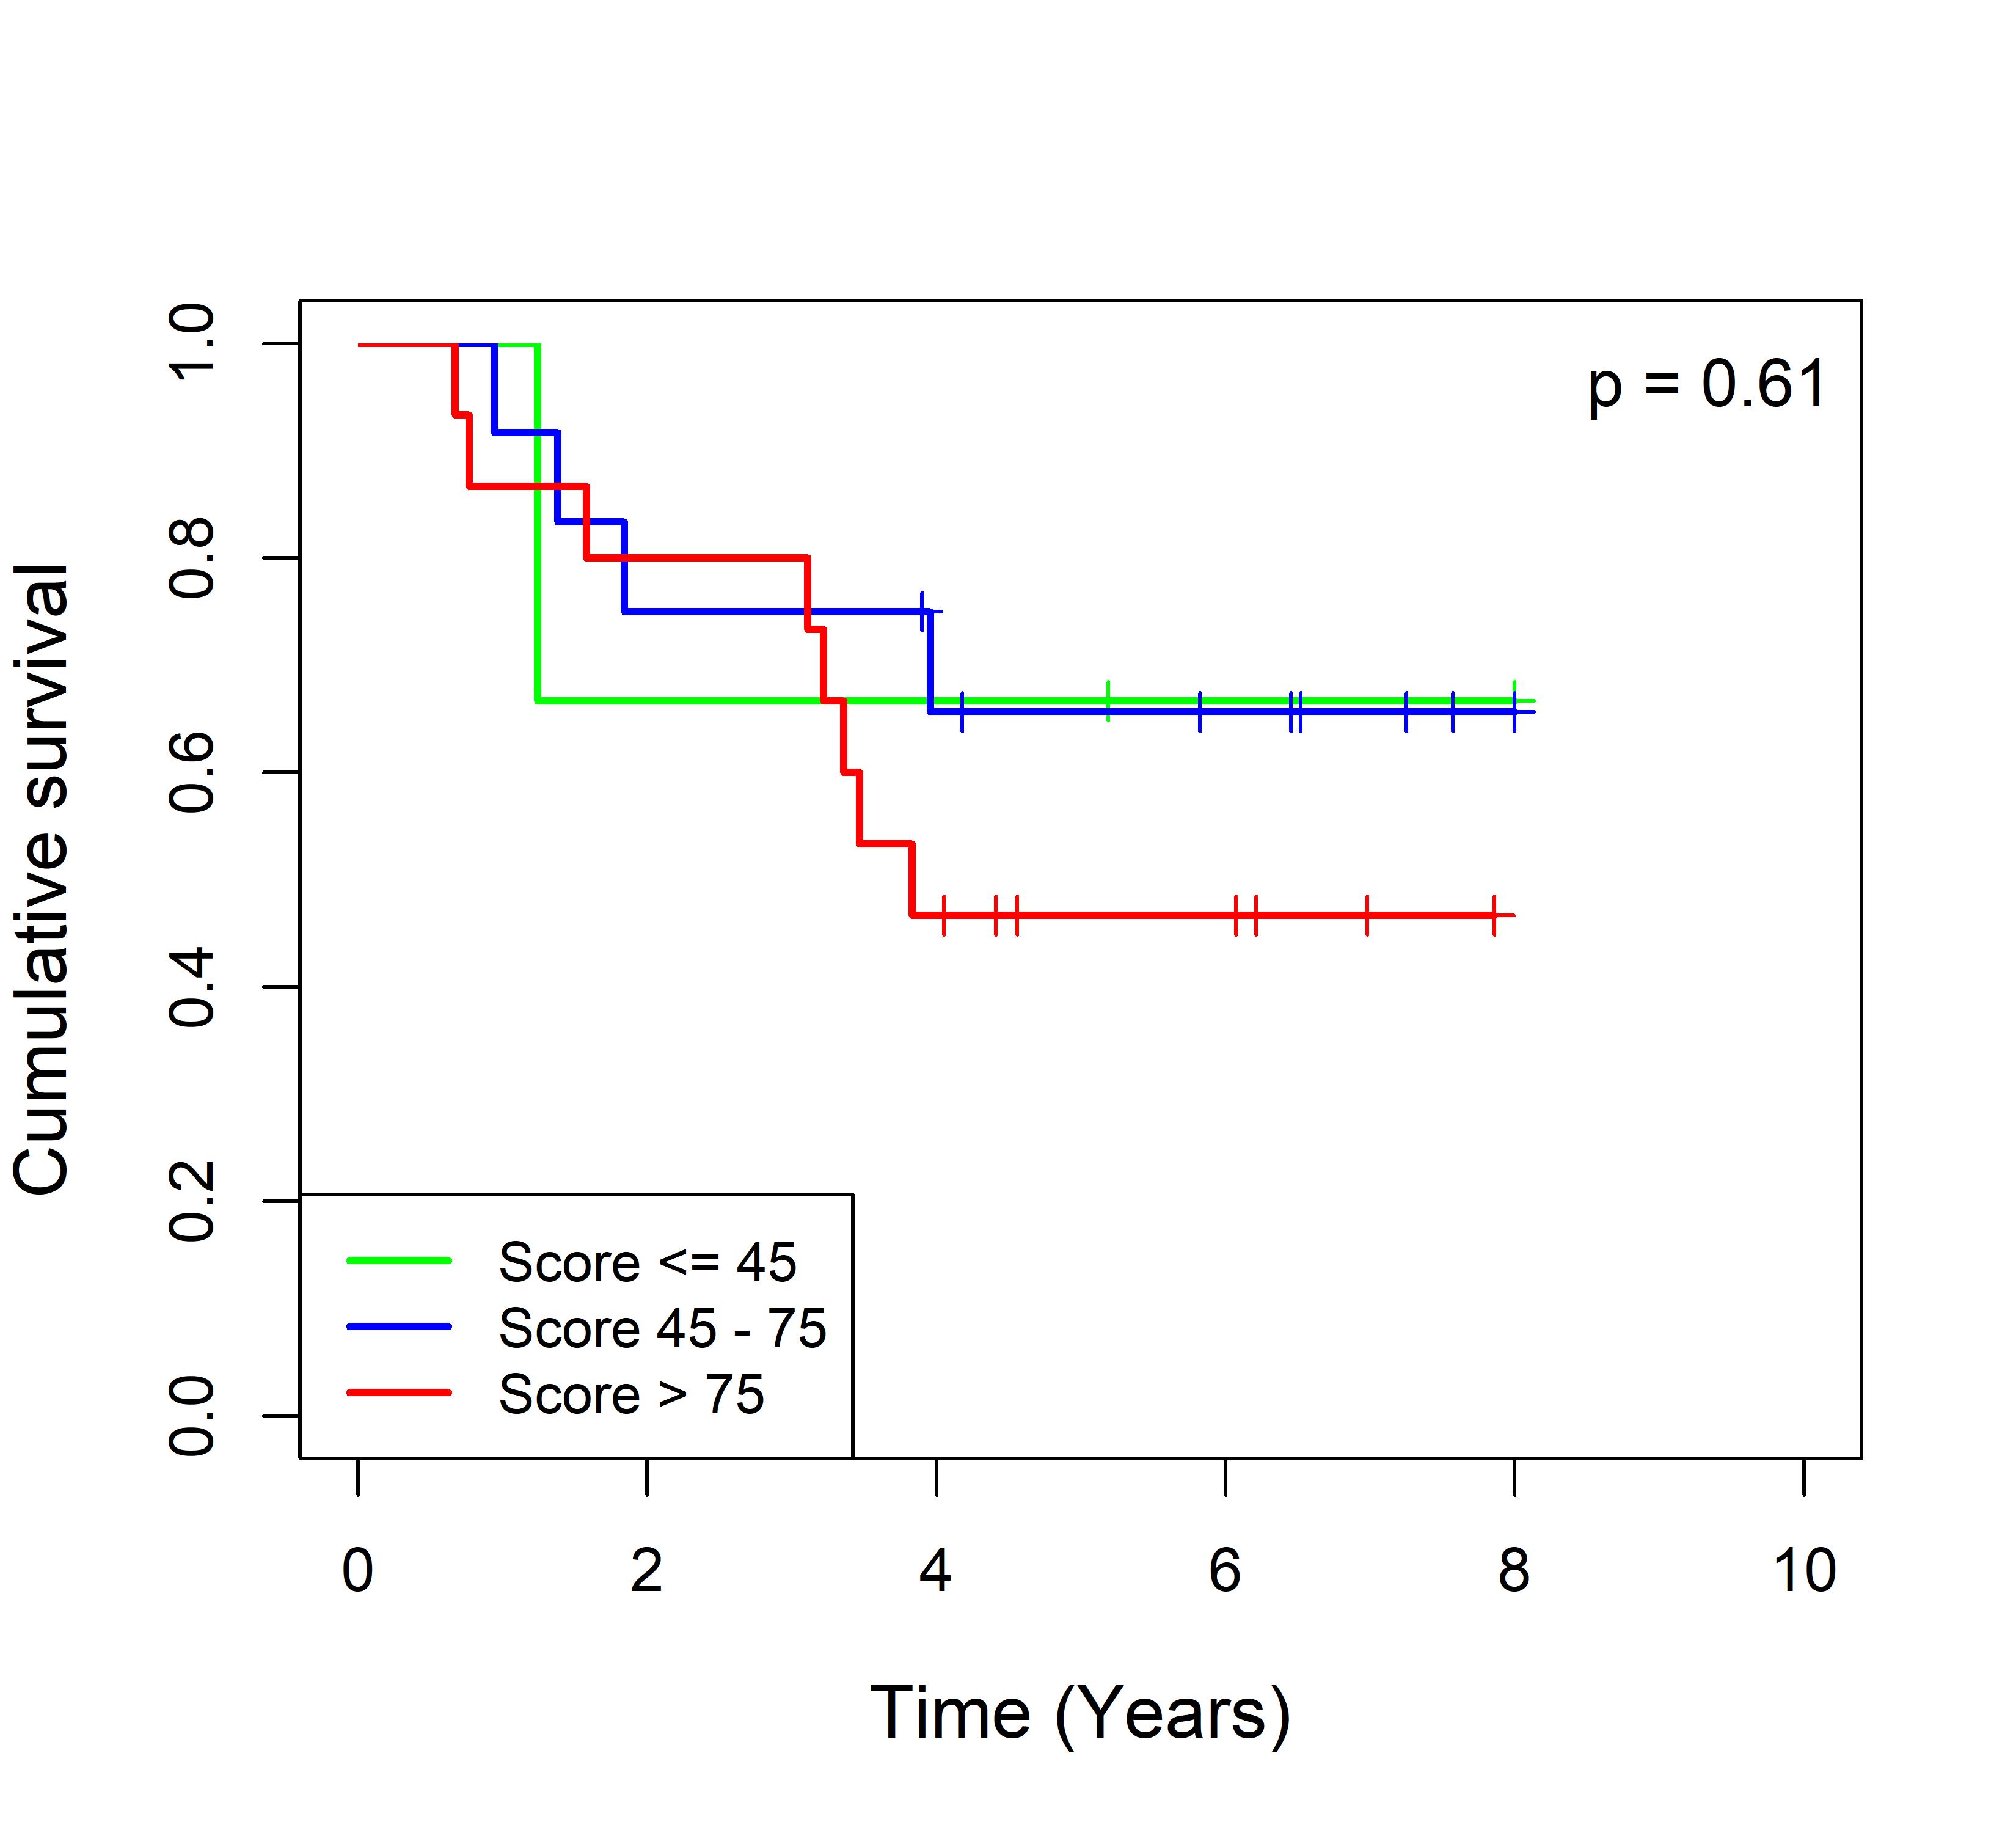 p = 0.61
Cumulative survival
1.0
0.8
0.6
0.4
0.2
0.0
Score <= 45
Score 45 - 75
Score > 75
0 2 4 6 8 10
Time (Years)